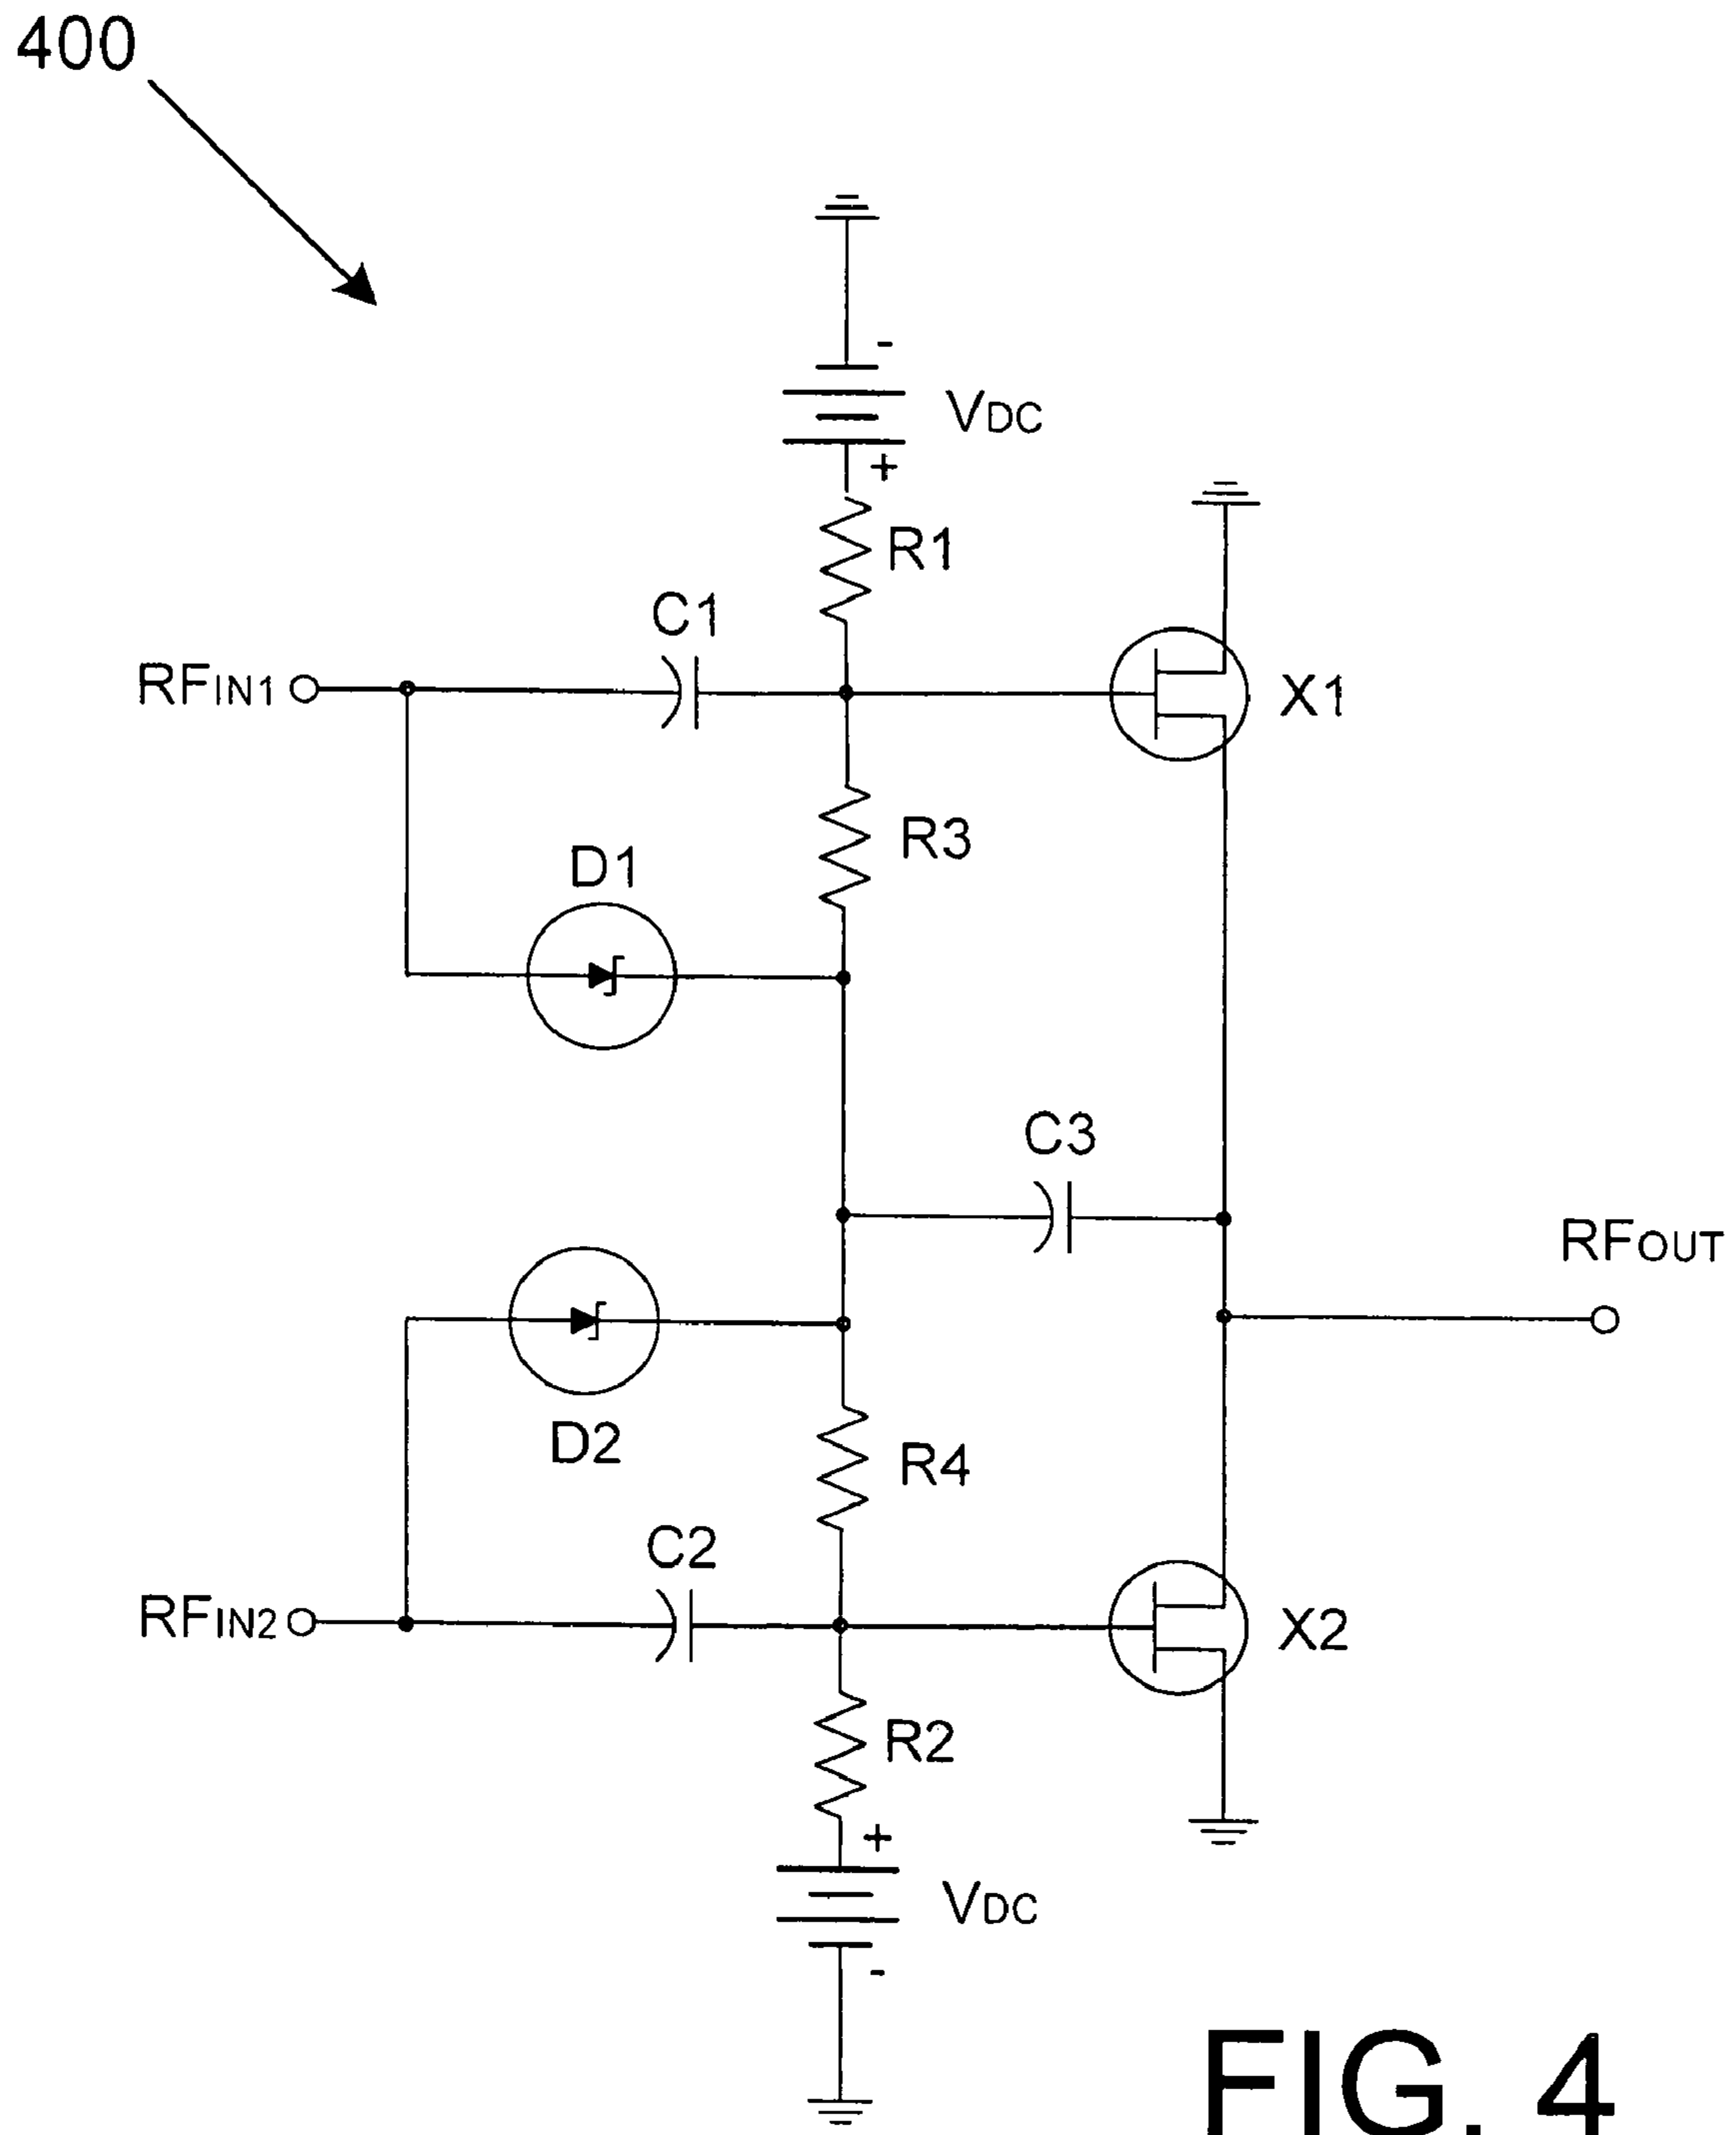 400
-
VDC
+
R1
C1
RFIN1
X1
R3
D1
C3
RFOUT
D2
R4
C2
RFIN2
X2
R2
+
VDC
-
FIG. 4